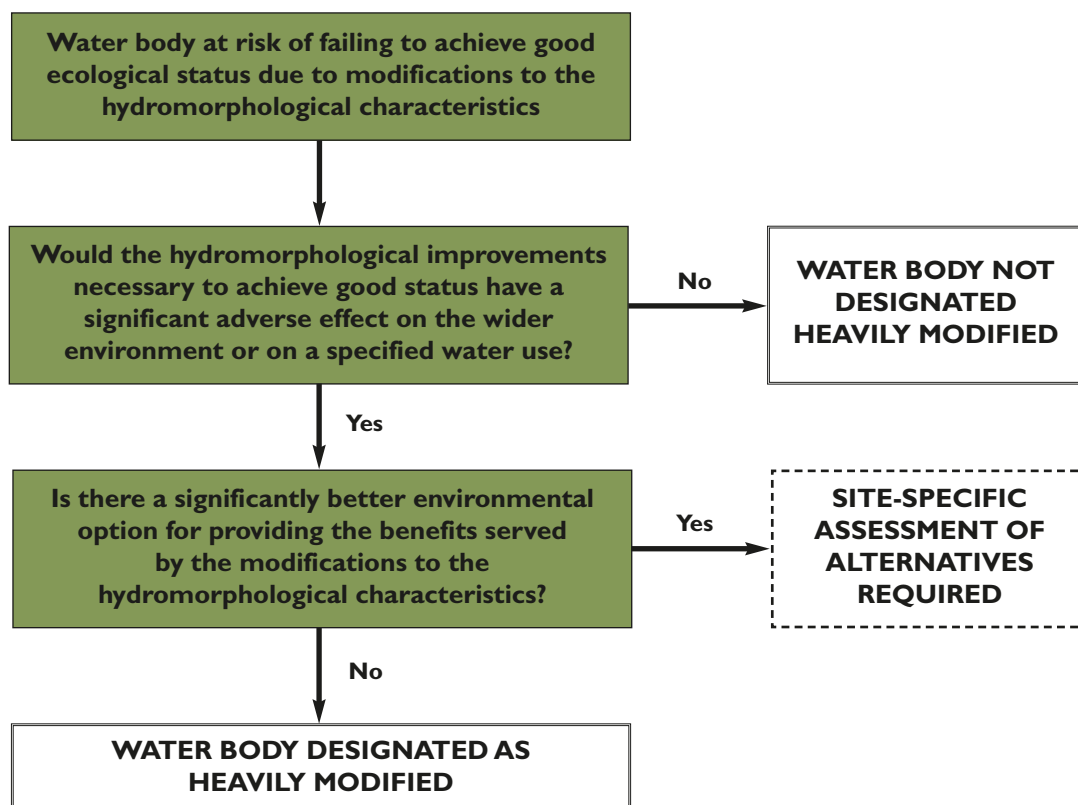 Water body at risk of failing to achieve good
ecological status due to modifications to the
hydromorphological characteristics
Would the hydromorphological improvements
necessary to achieve good status have a
significant adverse effect on the wider
environment or on a specified water use?
No
WATER BODY NOT
DESIGNATED
HEAVILY MODIFIED
Yes
Is there a significantly better environmental
option for providing the benefits served
by the modifications to the
hydromorphological characteristics?
Yes
SITE-SPECIFIC
ASSESSMENT OF
ALTERNATIVES
REQUIRED
No
WATER BODY DESIGNATED AS
HEAVILY MODIFIED